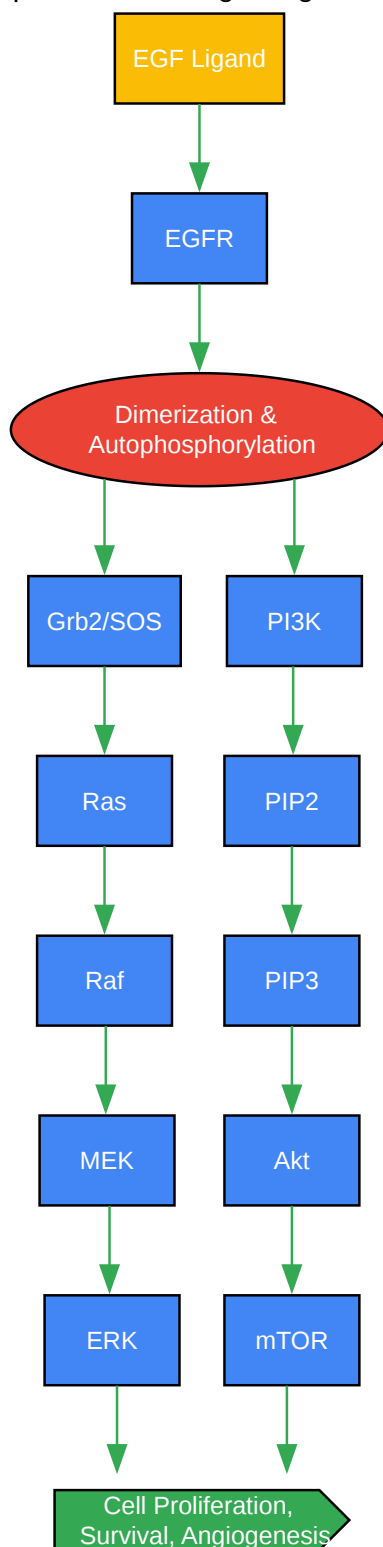 EGF Ligand
EGFR
Dimerization &
Autophosphorylation
Grb2/SOS
PI3K
Ras
PIP2
Raf
PIP3
MEK
Akt
ERK
mTOR
Cell Proliferation,
Survival, Angiogenesis